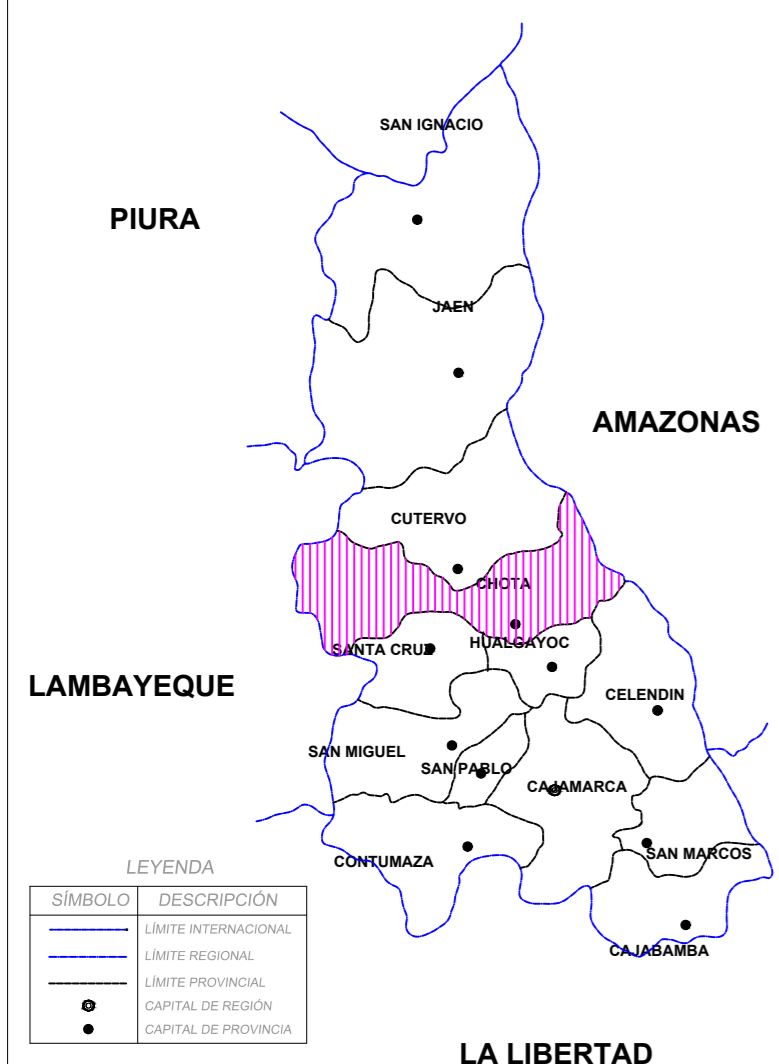 SAN IGNACIO
PIURA
JAEN
AMAZONAS
CUTERVO
CHOTA
HUALGAYOC
SANTA CRUZ
LAMBAYEQUE
CELENDIN
SAN MIGUEL
SAN PABLO
CAJAMARCA
SAN MARCOS
CONTUMAZA
LEYENDA
SÍMBOLO DESCRIPCIÓN
LÍMITE INTERNACIONAL
LÍMITE REGIONAL
LÍMITE PROVINCIAL
CAPITAL DE REGIÓN
CAPITAL DE PROVINCIA
CAJABAMBA
LA LIBERTAD